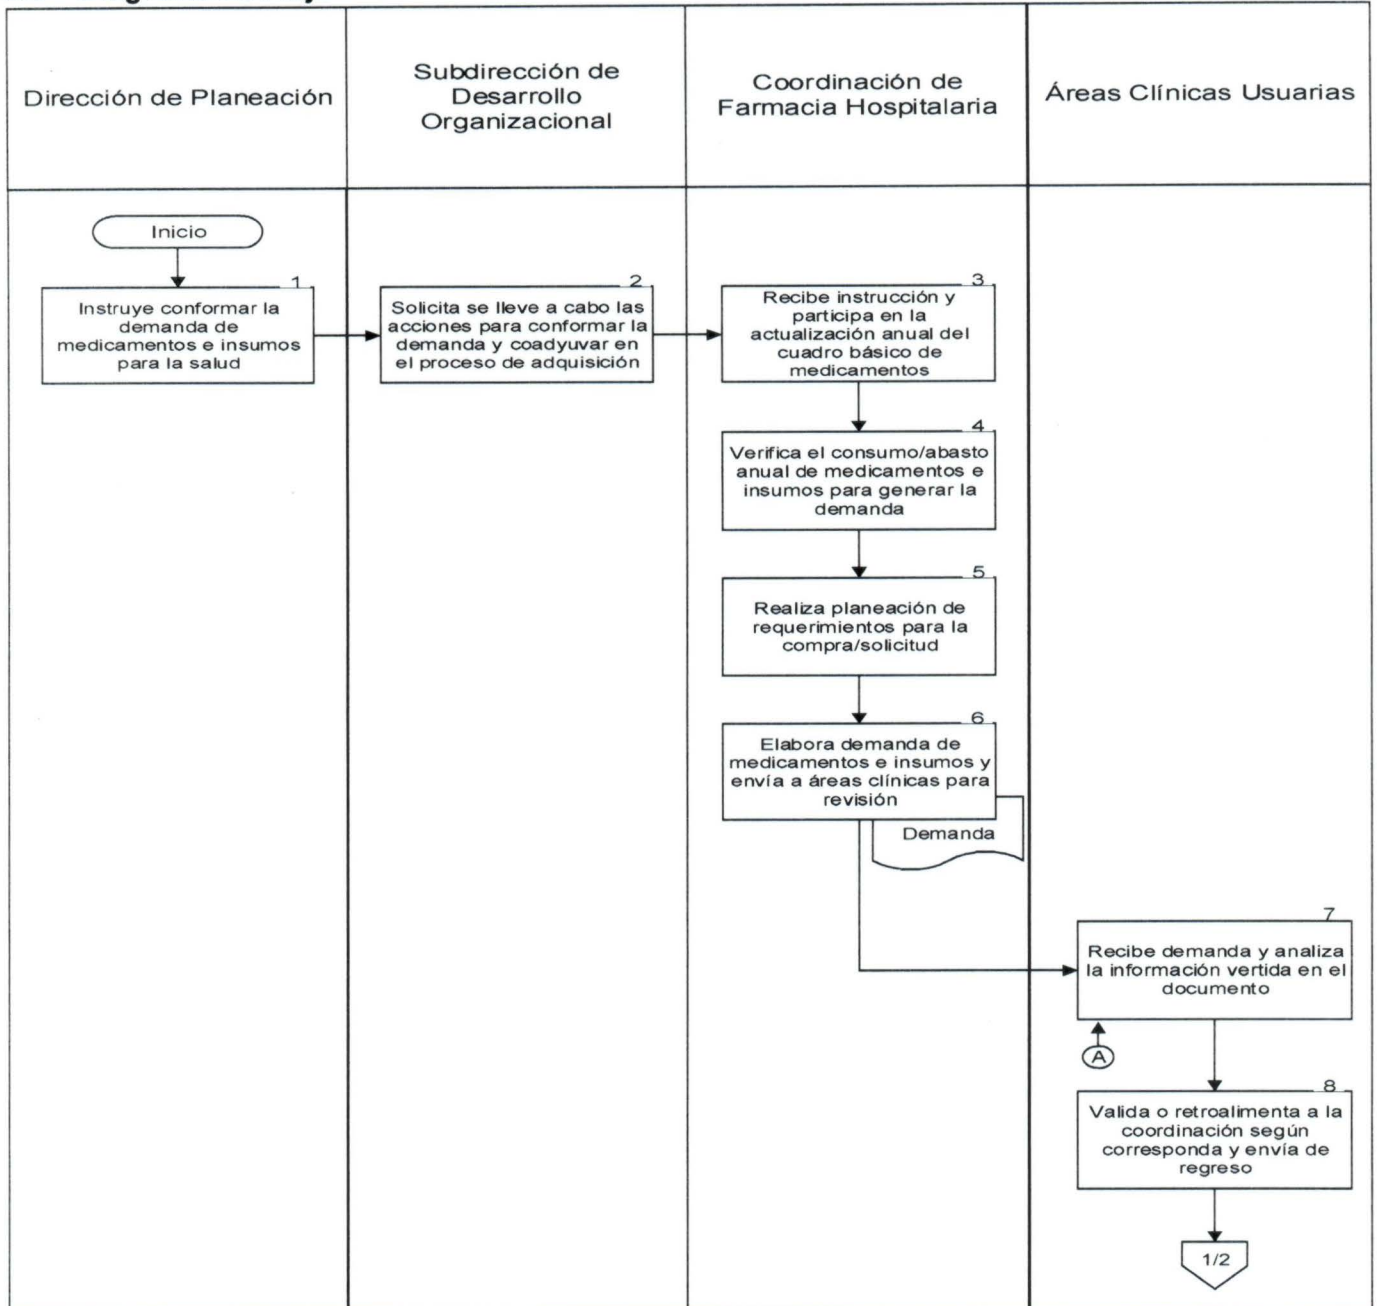 Dirección de Planeación
Subdirección de
Desarrollo
Organizacional
Coordinación de
Farmacia Hospitalaria
Áreas Clínicas Usuarias
Inicio
1
Instruye conformar la
demanda de
medicamentos e insumos
para la salud
2
Solicita se lleve a cabo las
acciones para conformar la
demanda y coadyuvar en
el proceso de adquisición
3
Recibe instrucción y
participa en la
actualización anual del
cuadro básico de
medicamentos
4
Verifica el consumo/abasto
anual de medicamentos e
insumos para generar la
demanda
5
Realiza planeación de
requerimientos para la
compra/solicitud
6
Elabora demanda de
medicamentos e insumos y
envía a áreas clínicas para
revisión
Demanda
7
Recibe demanda y analiza
la información vertida en el
documento
A
8
Valida o retroalimenta a la
coordinación según
corresponda y envía de
regreso
1/2